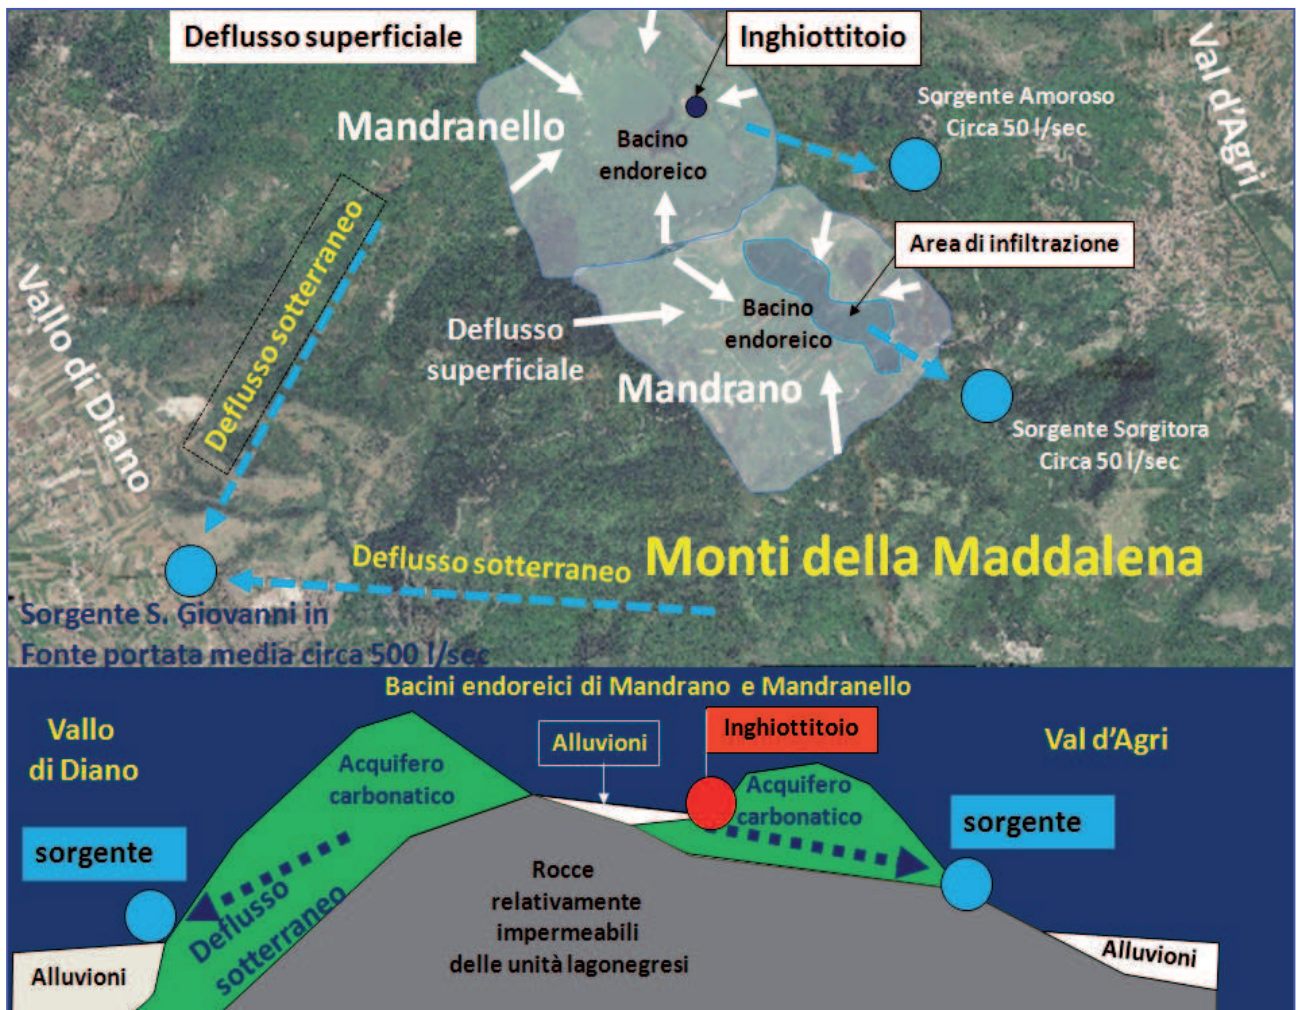 Deflusso superficiale
Inghiottitoio
Val d'Agri
Sorgente Amoroso
Circa 50 l/sec
Mandranello
Bacino
endoreico
Deflusso sotterraneo
Area di infiltrazione
Vallo di Diano
Bacino
endoreico
Deflusso
superficiale
Mandrano
Sorgente Sorgitora
Circa 50 l/sec
Deflusso sotterraneo
Monti della Maddalena
Sorgente S. Giovanni in
Fonte portata media circa 500 l/sec
Bacini endoreici di Mandrano e Mandranello
Vallo
di Diano
Alluvioni
Inghiottitoio
Val d'Agri
Acquifero
carbonatico
Acquifero
carbonatico
sorgente
sorgente
Deflusso
sotterraneo
Rocce
relativamente
impermeabili
delle unità lagonegresi
Alluvioni
Alluvioni